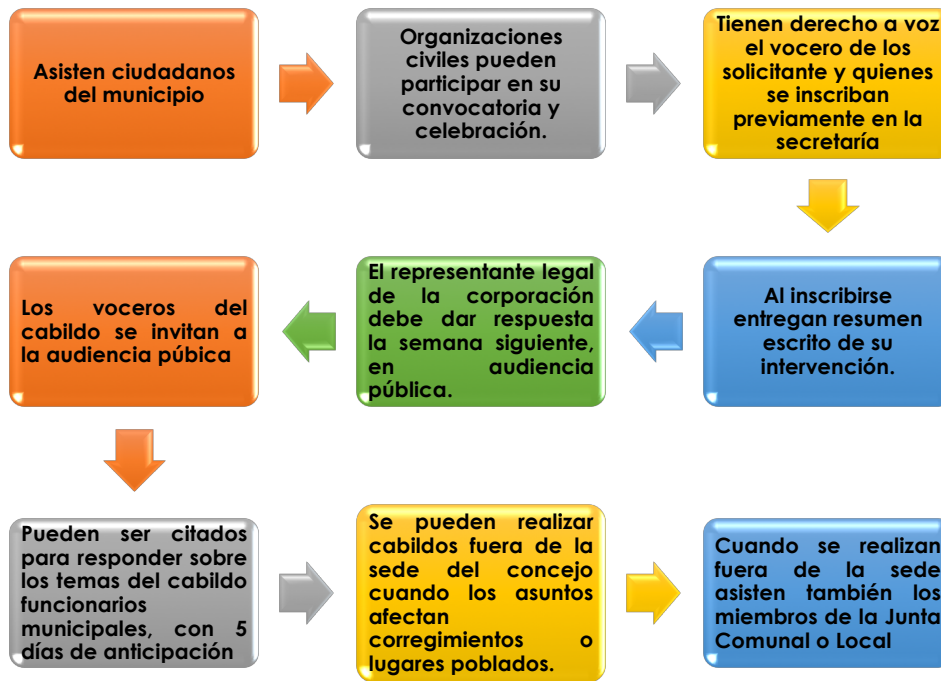 Asisten ciudadanos
del municipio
Organizaciones
civiles pueden
participar en su
convocatoria y
celebración.
Tienen derecho a voz
el vocero de los
solicitante y quienes
se inscriban
previamente en la
secretaría
Al inscribirse
entregan resumen
escrito de su
intervención.
El representante legal
de la corporación
debe dar respuesta
la semana siguiente,
en audiencia
pública.
Los voceros del
cabildo se invitan a
la audiencia púbica
Pueden ser citados
para responder sobre
los temas del cabildo
funcionarios
municipales, con 5
días de anticipación
Se pueden realizar
cabildos fuera de la
sede del concejo
cuando los asuntos
afectan
corregimientos o
lugares poblados.
Cuando se realizan
fuera de la sede
asisten también los
miembros de la Junta
Comunal o Local